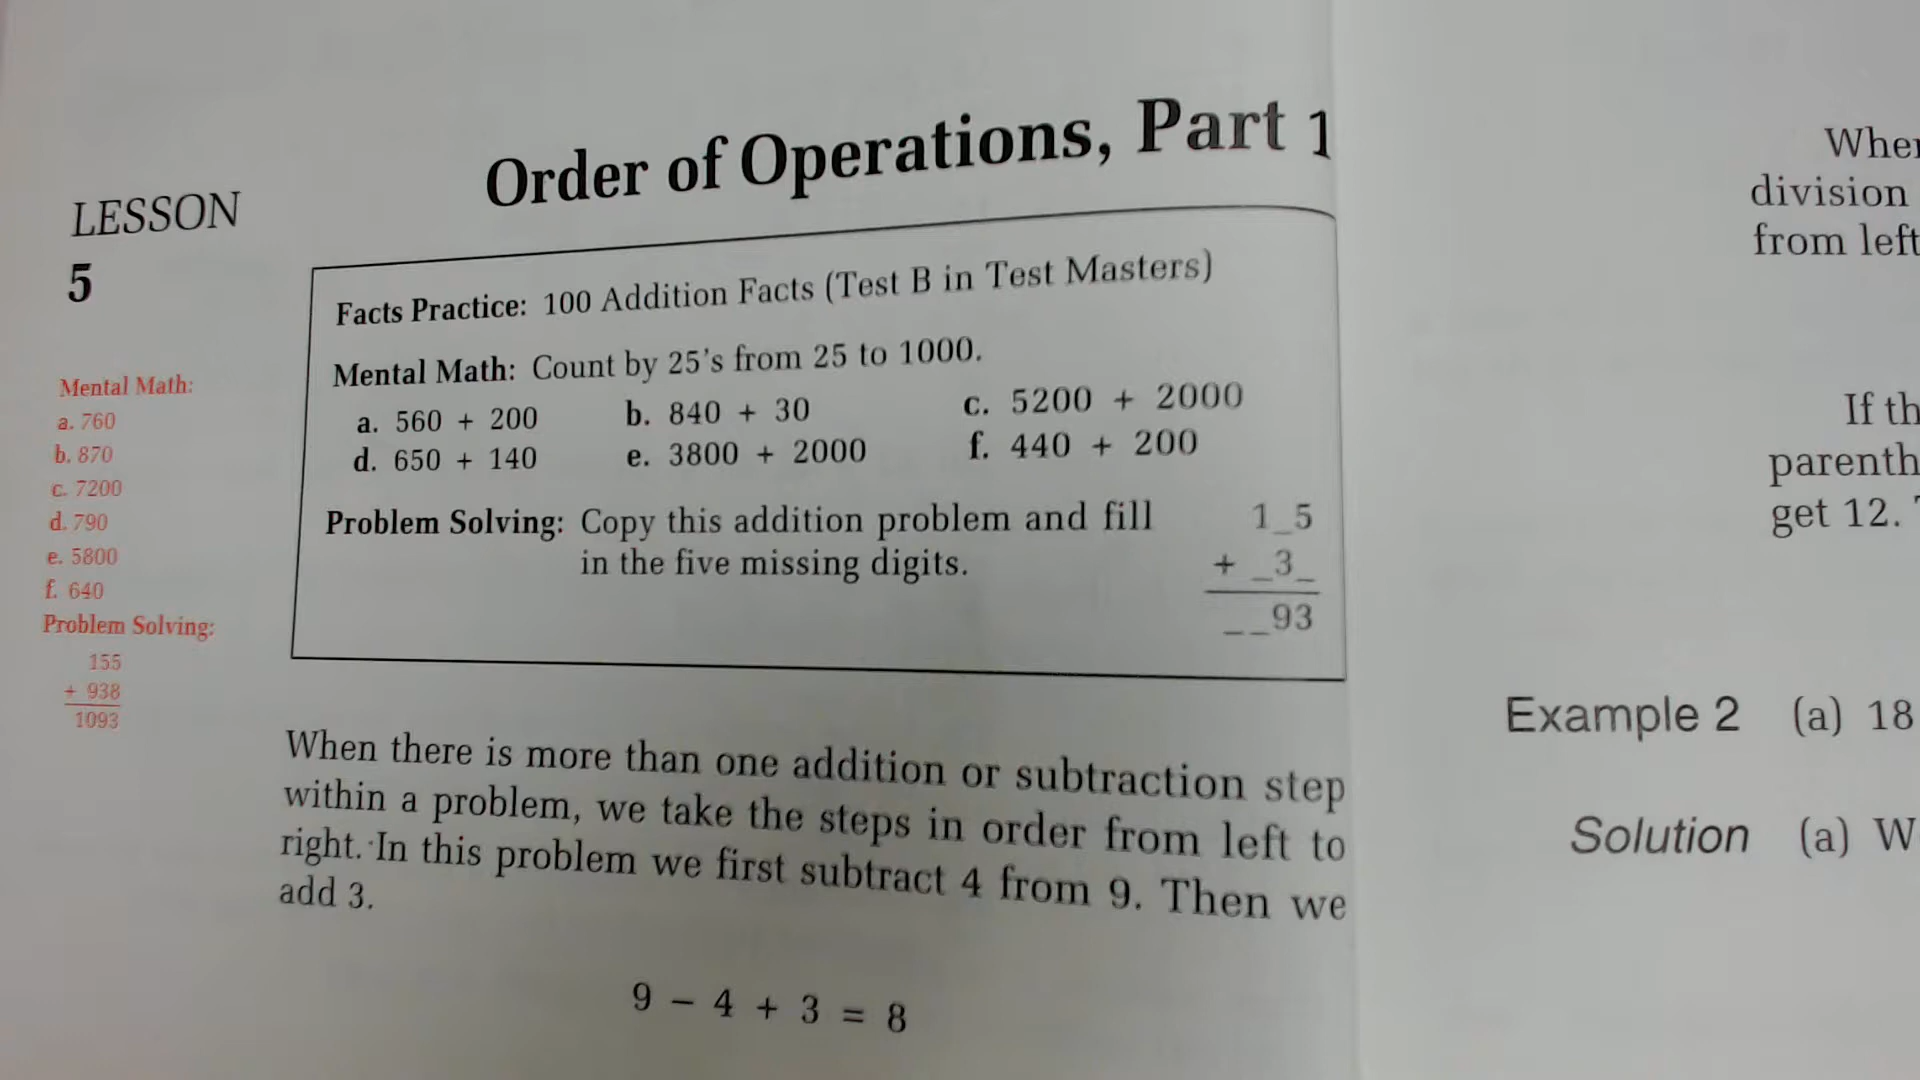 Order of Operations, Part 1
LESSON
5
Facts Practice: 100 Addition Facts (Test B in Test Masters)
Mental Math: Count by 25's from 25 to 1000.
a. 560 + 200 b. 840 + 30 c. 5200 + 2000
d. 650 + 140 e. 3800 + 2000 f. 440 + 200
Problem Solving: Copy this addition problem and fill
in the five missing digits.
1_5
+ _3_
__93
Mental Math:
a. 760
b. 870
c. 7200
d. 790
e. 5800
f. 640
Problem Solving:
155
+ 938
1093
When there is more than one addition or subtraction step
within a problem, we take the steps in order from left to
right. In this problem we first subtract 4 from 9. Then we
add 3.
9 − 4 + 3 = 8
division
from left
If th
parenth
get 12.
Example 2 (a) 18
Solution (a) W